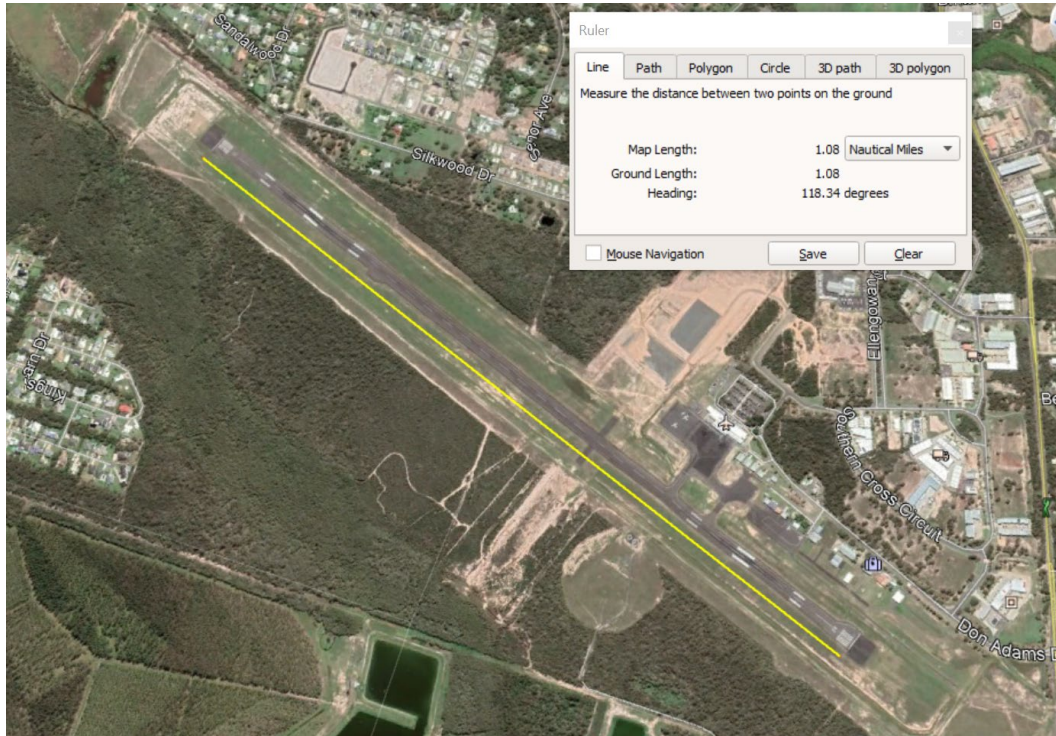 Ruler
Line Path Polygon Circle 3D path 3D polygon
Measure the distance between two points on the ground
Map Length: 1.08 Nautical Miles
Ground Length: 1.08
Heading: 118.34 degrees
Mouse Navigation Save Clear
Sandalwood Dr
Silkwood Dr
Ave
Ellengowan
Kings
Southern Cross Circuit
Don Adams D